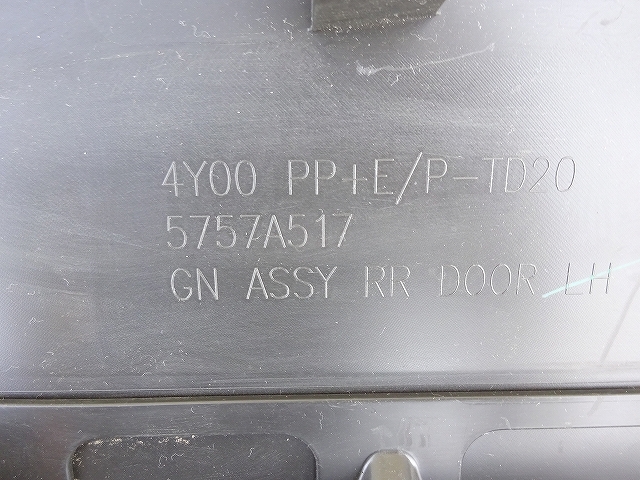 4Y00 PP+E/P-TD20
5757A517
GN ASSY RR DOOR LH